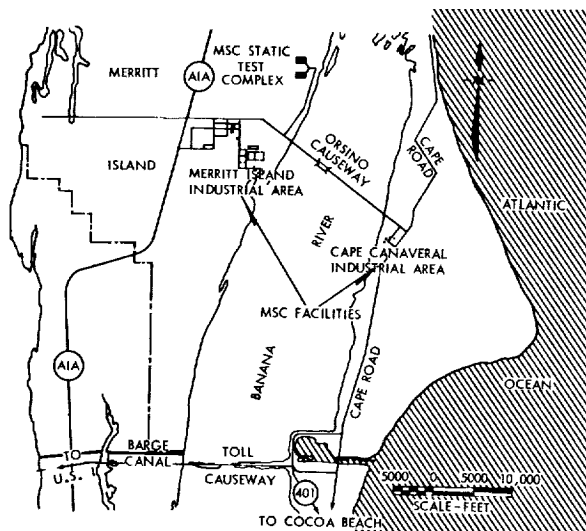 MERRITT
A1A
MSC STATIC
TEST
COMPLEX
ISLAND
MERRITT ISLAND
INDUSTRIAL AREA
ORSINO
CAUSEWAY
CAPE
ROAD
RIVER
ATLANTIC
CAPE CANAVERAL
INDUSTRIAL AREA
MSC FACILITIES
A1A
BANANA
CAPE ROAD
OCEAN
TO
U.S. 1
BARGE
CANAL
TOLL
CAUSEWAY
401
TO COCOA BEACH
5000 0 5000 10,000
SCALE-FEET